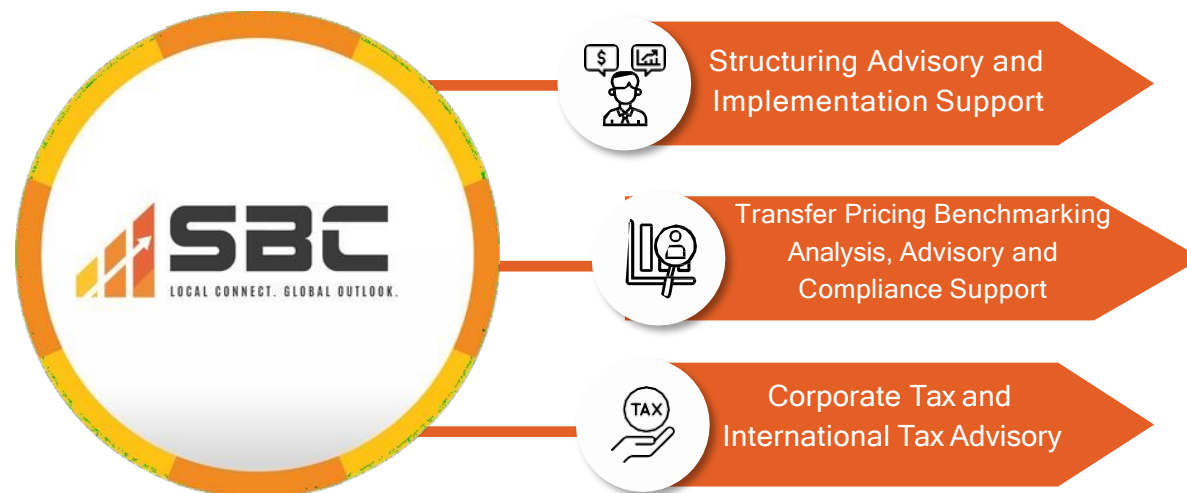 SBC
LOCAL CONNECT. GLOBAL OUTLOOK.
$
Structuring Advisory and
Implementation Support
Transfer Pricing Benchmarking
Analysis, Advisory and
Compliance Support
TAX
Corporate Tax and
International Tax Advisory